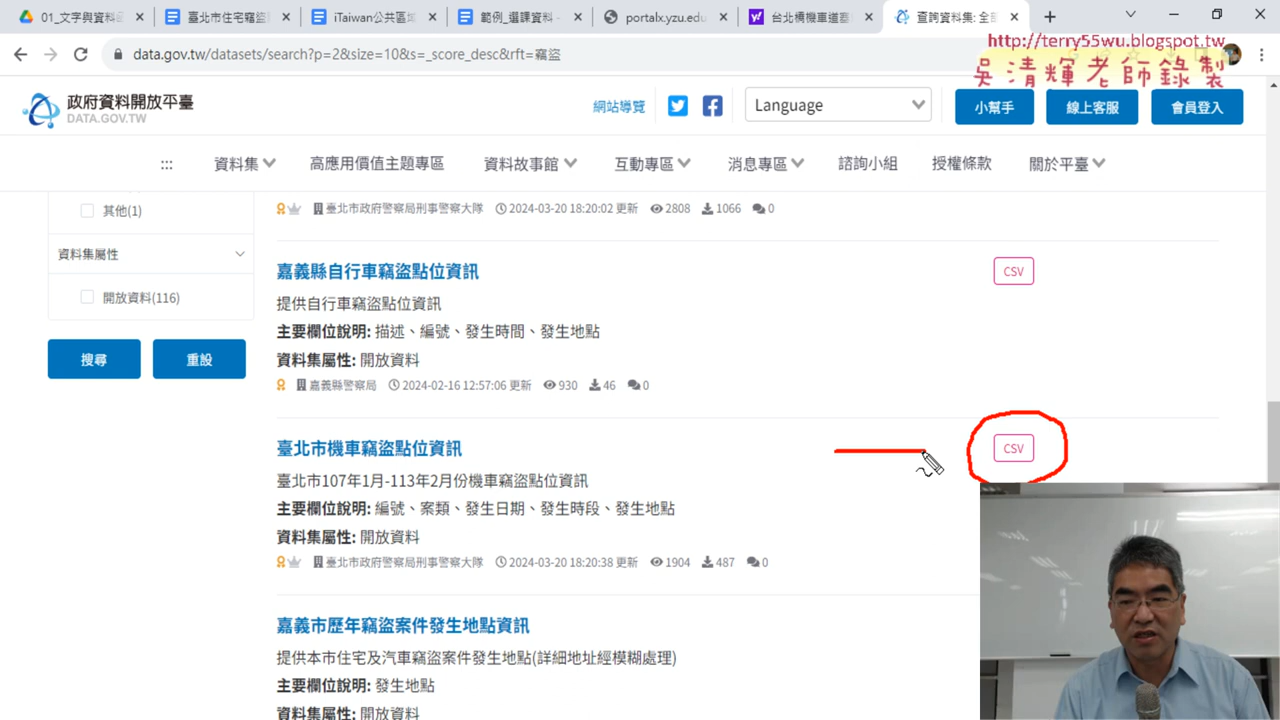 01_文字與資料
臺北市住宅竊盜
iTaiwan公共區域
範例_選課資料 -
portalx.yzu.edu
台北橋機車道塞
查詢資料集: 全部
data.gov.tw/datasets/search?p=2&size=10&s=_score_desc&rft=竊盜
http://terry55wu.blogspot.tw
吳清輝老師錄製
政府資料開放平臺
DATA.GOV.TW
網站導覽
Language
小幫手
線上客服
會員登入
:::
資料集
高應用價值主題專區
資料故事館
互動專區
消息專區
諮詢小組
授權條款
關於平臺
其他(1)
臺北市政府警察局刑事警察大隊 2024-03-20 18:20:02 更新 2808 1066 0
資料集屬性
開放資料(116)
搜尋
重設
嘉義縣自行車竊盜點位資訊
CSV
提供自行車竊盜點位資訊
主要欄位說明: 描述、編號、發生時間、發生地點
資料集屬性: 開放資料
嘉義縣警察局 2024-02-16 12:57:06 更新 930 46 0
臺北市機車竊盜點位資訊
CSV
臺北市107年1月-113年2月份機車竊盜點位資訊
主要欄位說明: 編號、案類、發生日期、發生時段、發生地點
資料集屬性: 開放資料
臺北市政府警察局刑事警察大隊 2024-03-20 18:20:38 更新 1904 487 0
嘉義市歷年竊盜案件發生地點資訊
提供本市住宅及汽車竊盜案件發生地點(詳細地址經模糊處理)
主要欄位說明: 發生地點
資料集屬性: 開放資料